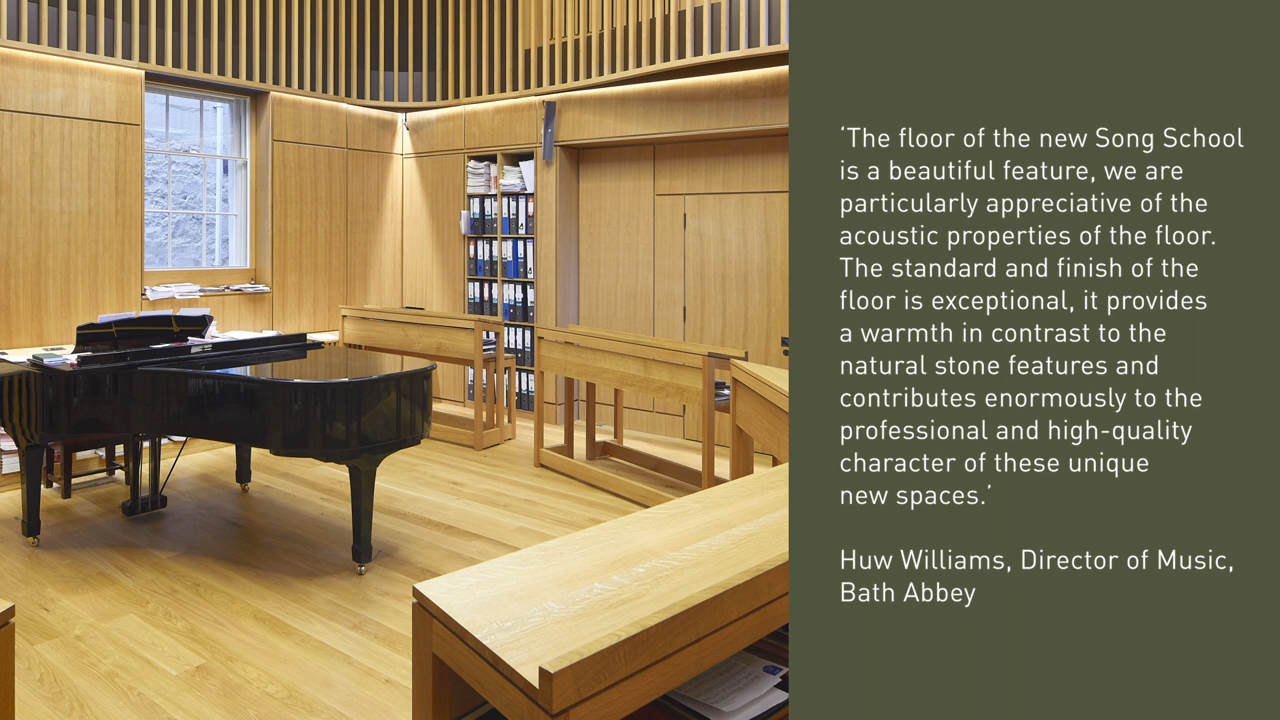 ‘The floor of the new Song School
is a beautiful feature, we are
particularly appreciative of the
acoustic properties of the floor.
The standard and finish of the
floor is exceptional, it provides
a warmth in contrast to the
natural stone features and
contributes enormously to the
professional and high-quality
character of these unique
new spaces.’
Huw Williams, Director of Music,
Bath Abbey